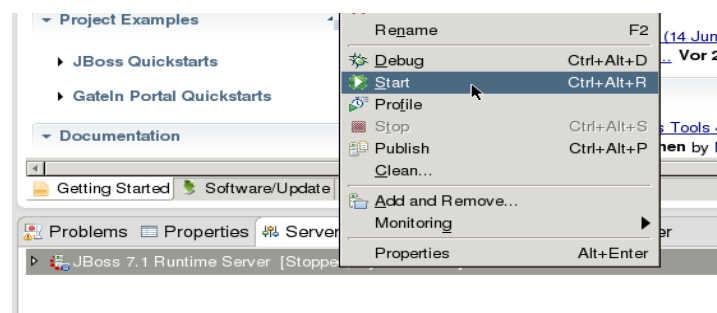 Project Examples
JBoss Quickstarts
GateIn Portal Quickstarts
Documentation
Getting Started Software/Update
Rename F2
Debug Ctrl+Alt+D
Start Ctrl+Alt+R
Profile
Stop Ctrl+Alt+S
Publish Ctrl+Alt+P
Clean...
Add and Remove...
Monitoring
Properties Alt+Enter
(14 Jun
.. Vor 2
s Tools
hen by
Problems Properties Server
er
JBoss 7.1 Runtime Server [Stoppe